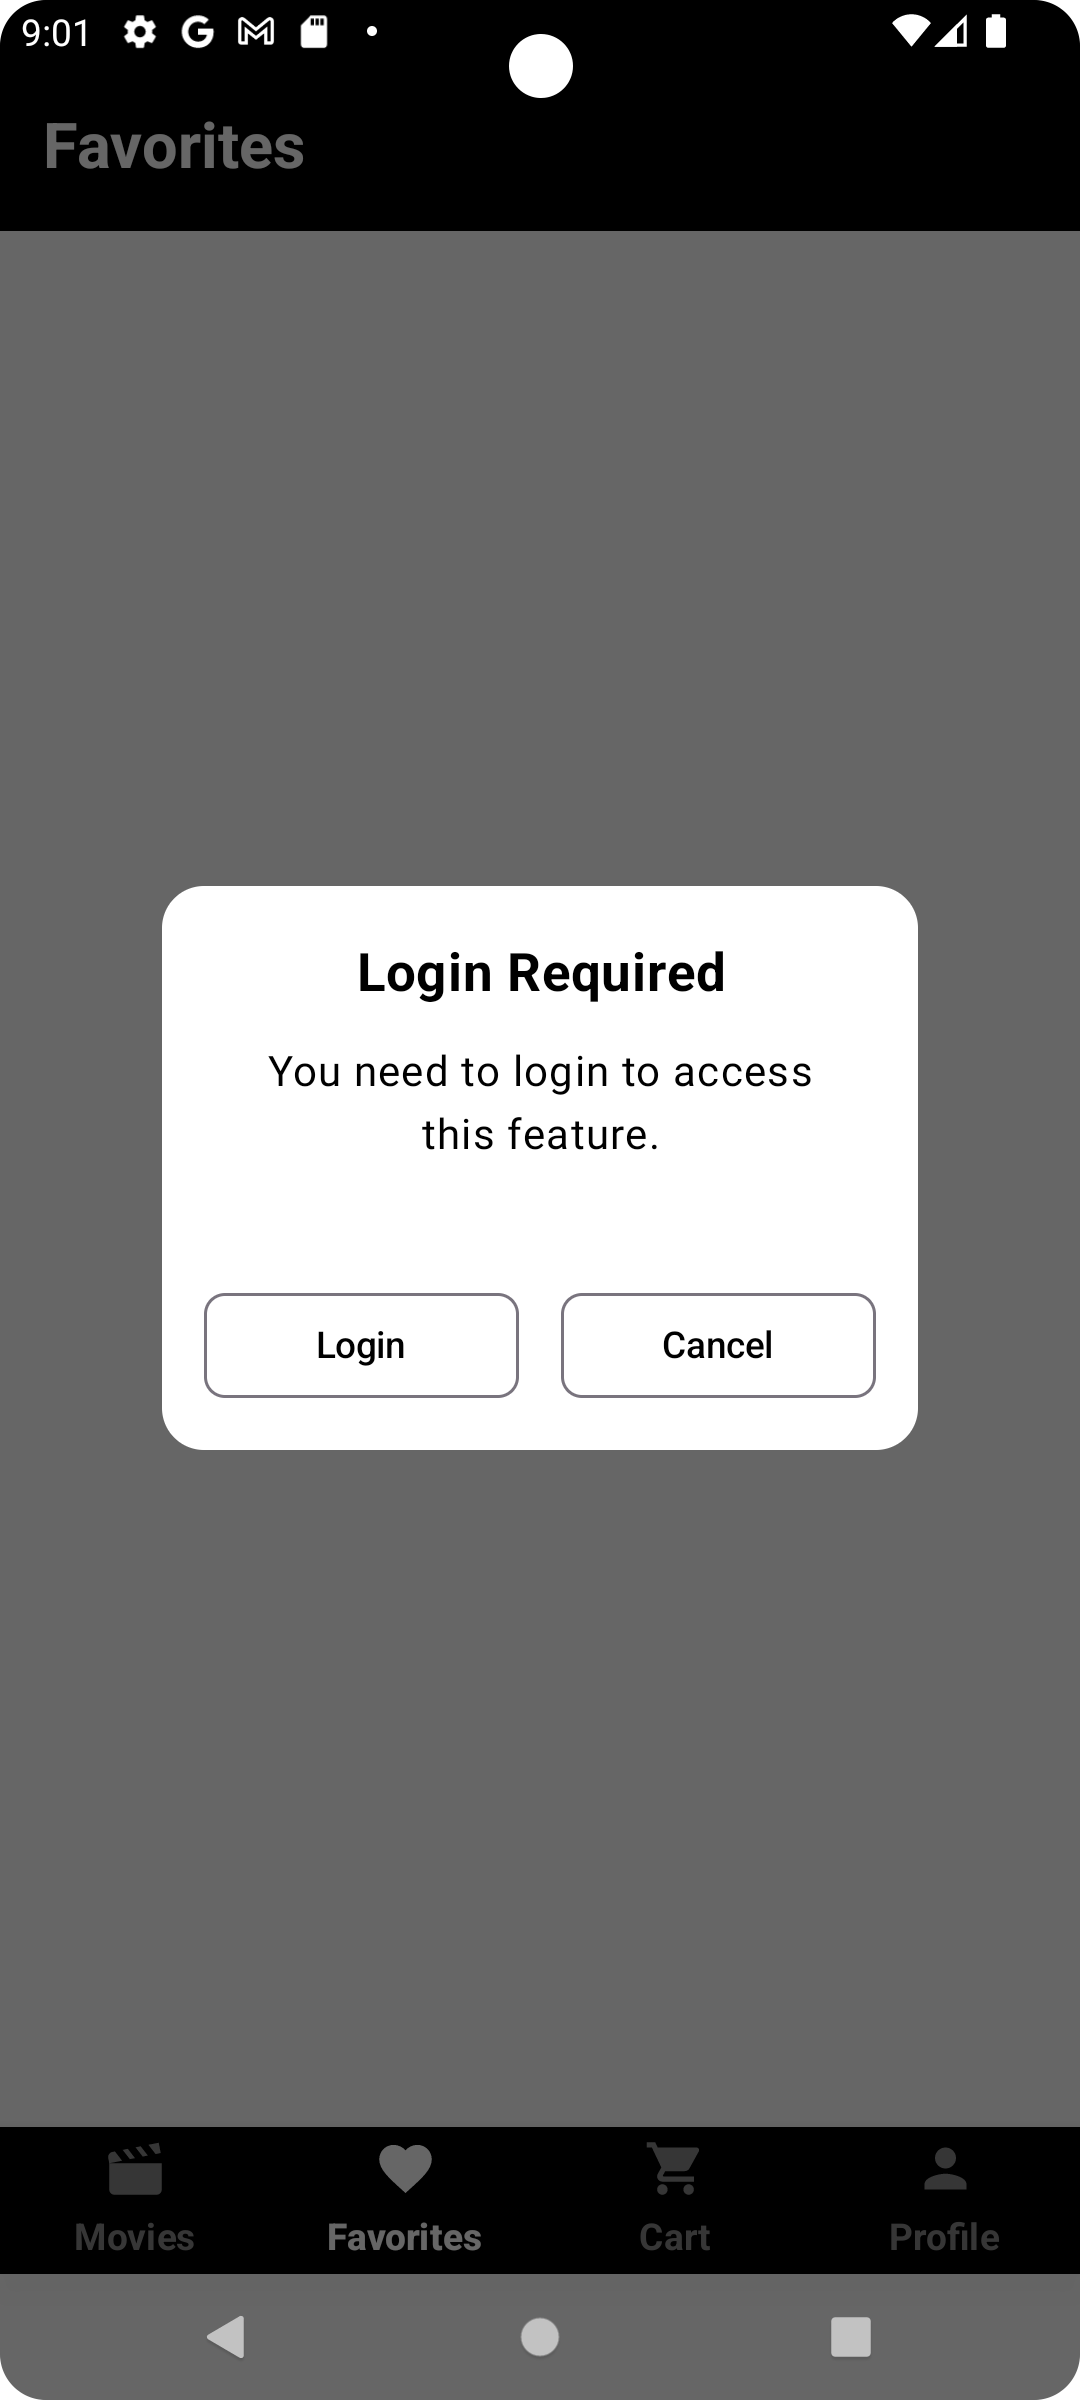 9:01
Favorites
Login Required
You need to login to access
this feature.
Login
Cancel
Movies
Favorites
Cart
Profile